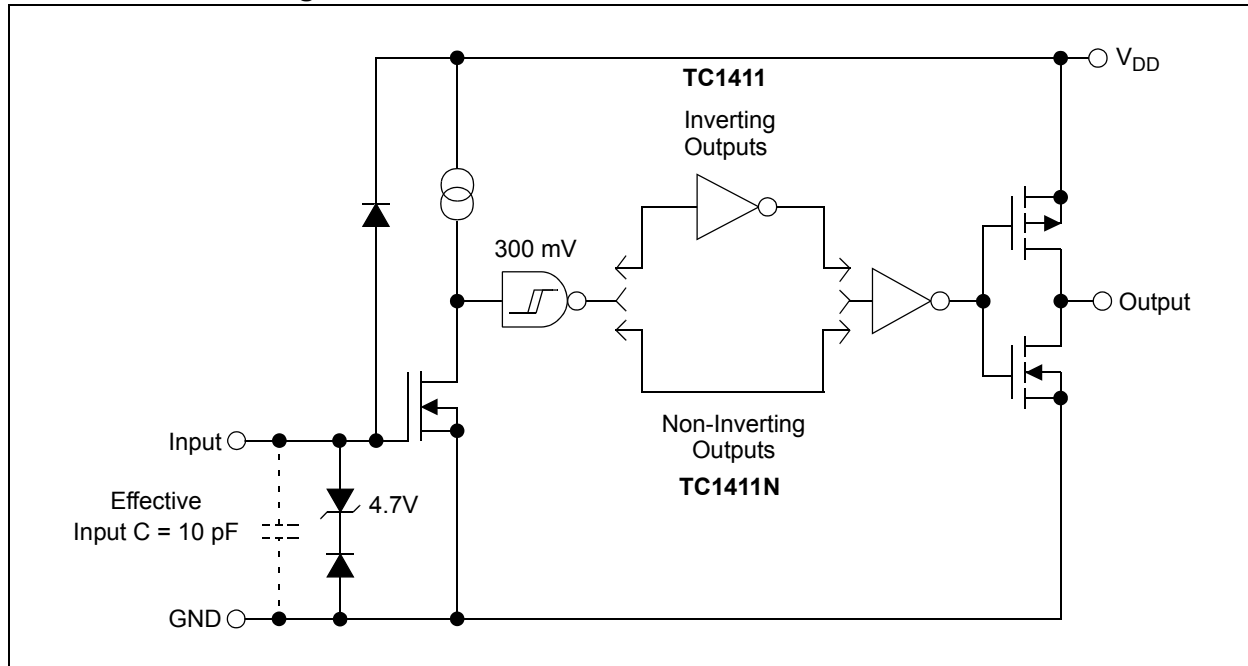 V_DD
TC1411
Inverting
Outputs
300 mV
Output
Input
Non-Inverting
Outputs
TC1411N
4.7V
Effective
Input C = 10 pF
GND